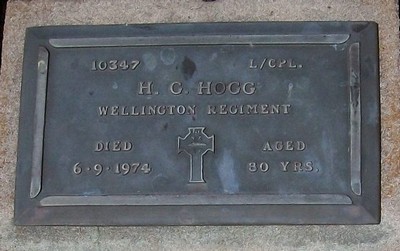 10347 L/CPL.
H. G. HOGG
WELLINGTON REGIMENT
DIED AGED
6·9·1974 80 YRS.